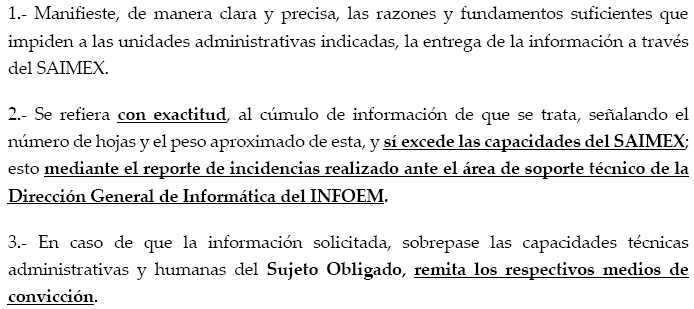 1.- Manifieste, de manera clara y precisa, las razones y fundamentos suficientes que
impiden a las unidades administrativas indicadas, la entrega de la información a través
del SAIMEX.
2.- Se refiera con exactitud, al cúmulo de información de que se trata, señalando el
número de hojas y el peso aproximado de esta, y sí excede las capacidades del SAIMEX;
esto mediante el reporte de incidencias realizado ante el área de soporte técnico de la
Dirección General de Informática del INFOEM.
3.- En caso de que la información solicitada, sobrepase las capacidades técnicas
administrativas y humanas del Sujeto Obligado, remita los respectivos medios de
convicción.